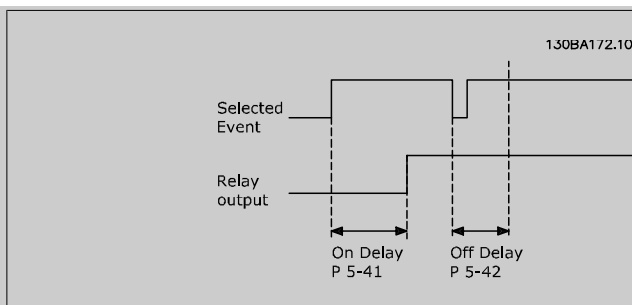 130BA172.10
Selected
Event
Relay
output
On Delay
P 5-41
Off Delay
P 5-42